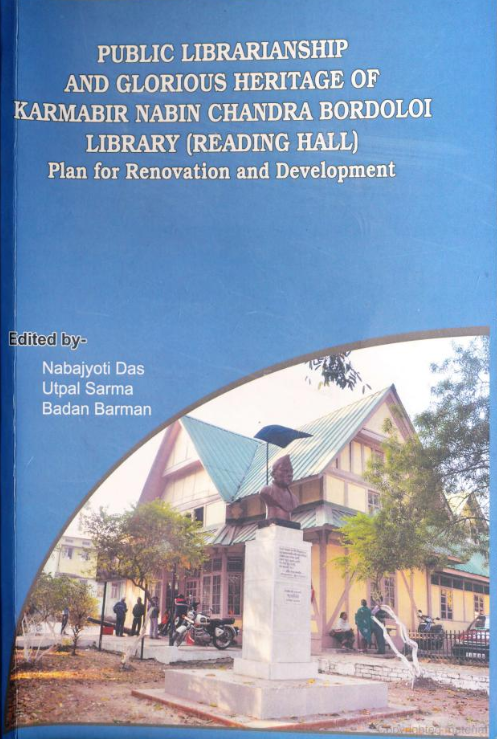 PUBLIC LIBRARIANSHIP
AND GLORIOUS HERITAGE OF
KARMABIR NABIN CHANDRA BORDOLOI
LIBRARY (READING HALL)
Plan for Renovation and Development
Edited by-
Nabajyoti Das
Utpal Sarma
Badan Barman